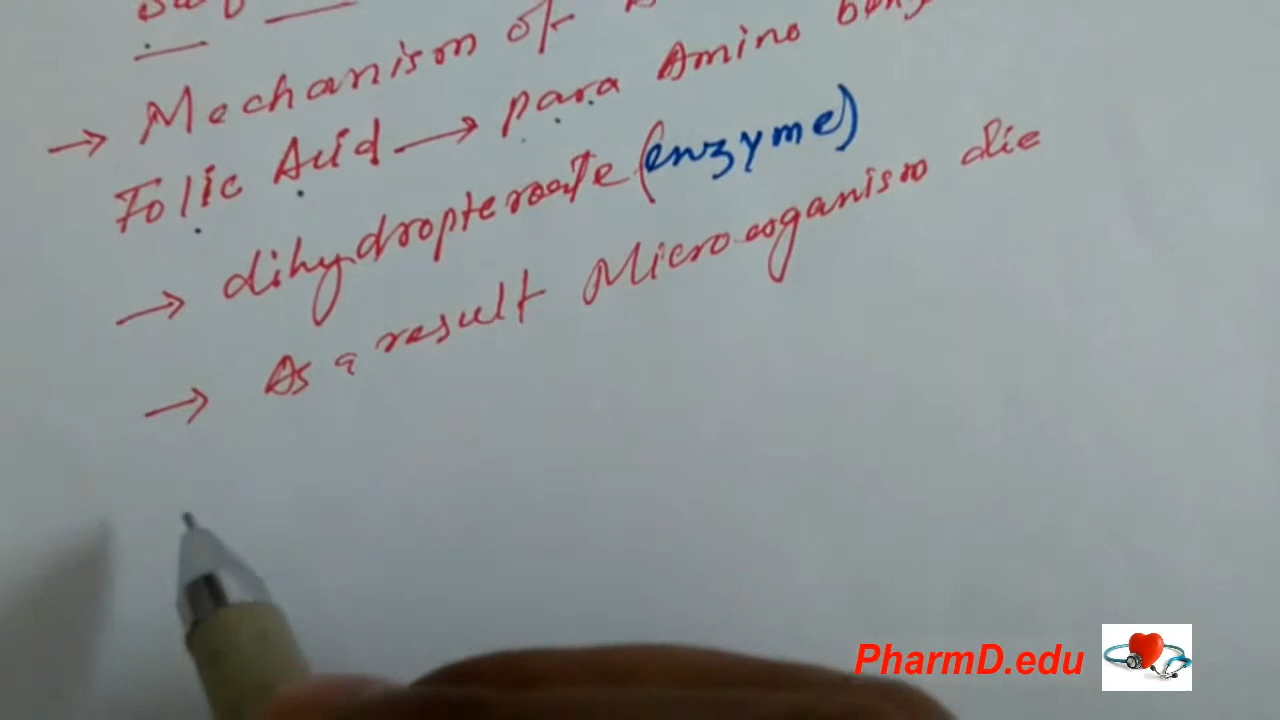 → Mechanism of
Folic Acid → para Amino
→ dihydropteroate (enzyme)
→ As a result Microorganism die
PharmD.edu